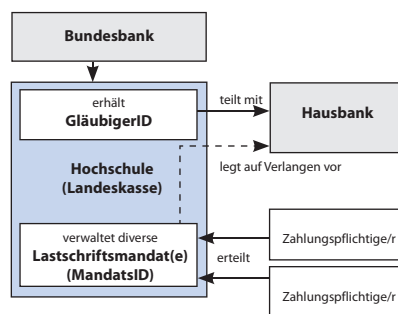 Bundesbank
erhält
GläubigerID
teilt mit
Hausbank
legt auf Verlangen vor
Hochschule
(Landeskasse)
verwaltet diverse
Lastschriftsmandat(e)
(MandatsID)
erteilt
Zahlungspflichtige/r
Zahlungspflichtige/r